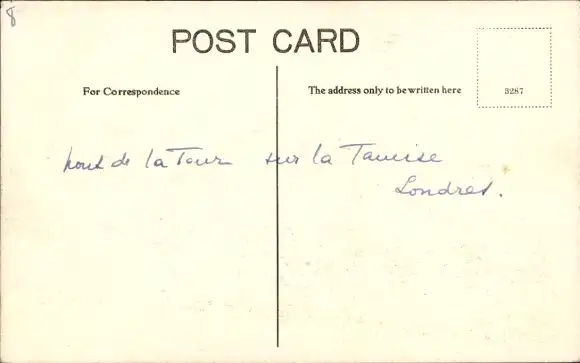 8
POST CARD
For Correspondence
The address only to be written here
3287
pont de la Tour sur la Tamise
Londres.